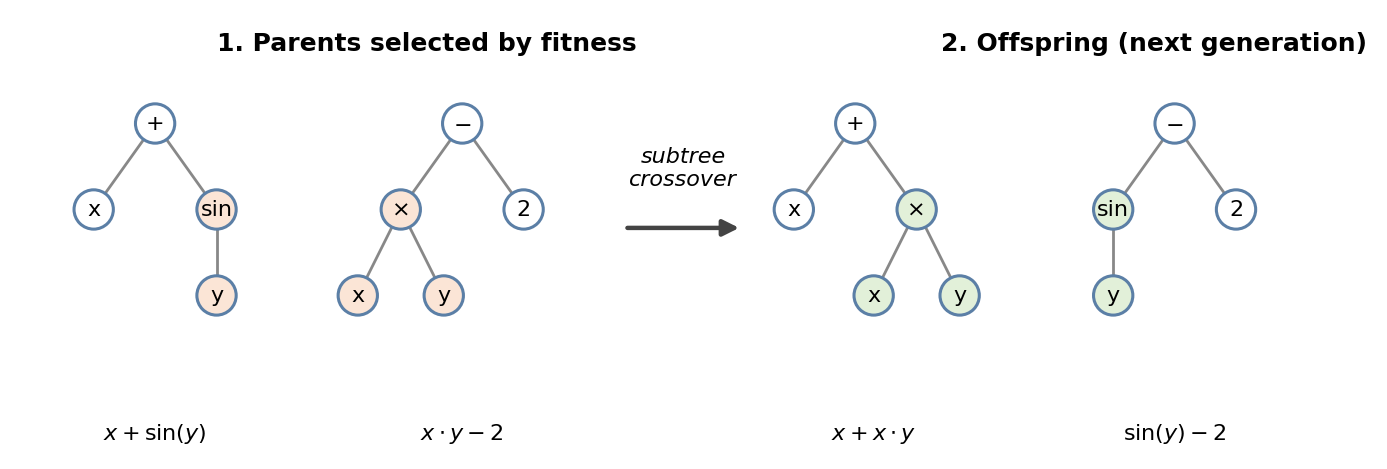 1. Parents selected by fitness
2. Offspring (next generation)
+
−
subtree
crossover
+
−
x
sin
×
2
x
×
sin
2
y
x
y
x
y
y
x + sin(y)
x · y − 2
x + x · y
sin(y) − 2